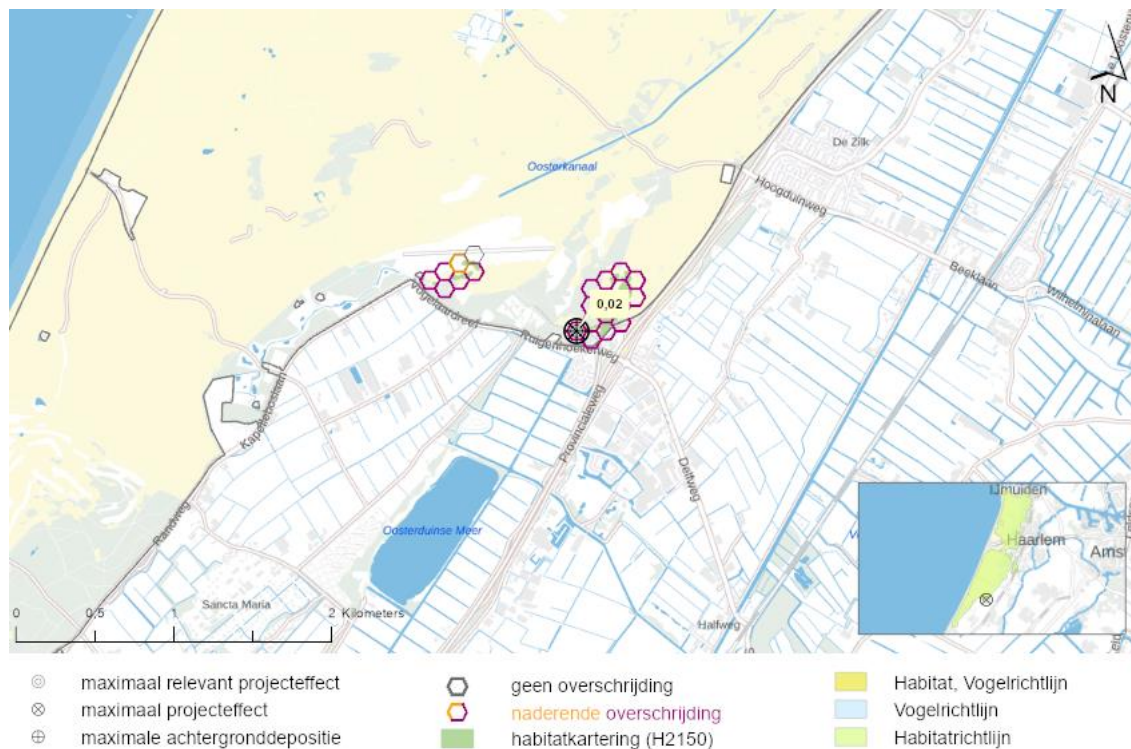 N
De Zilk
Oosterkanaal
Hoogduinweg
Beeklaan
Wilhelminalaan
Vogelaardreef
0,02
Ruigenhoekerweg
Kapelleboslaan
Provincialeweg
Delfweg
Randweg
Oosterduinse Meer
IJmuiden
Haarlem
Ams
Sancta Maria
Halfweg
0 0,5 1 2 Kilometers
maximaal relevant projecteffect
geen overschrijding
Habitat, Vogelrichtlijn
maximaal projecteffect
naderende overschrijding
Vogelrichtlijn
maximale achtergronddepositie
habitatkartering (H2150)
Habitatrichtlijn